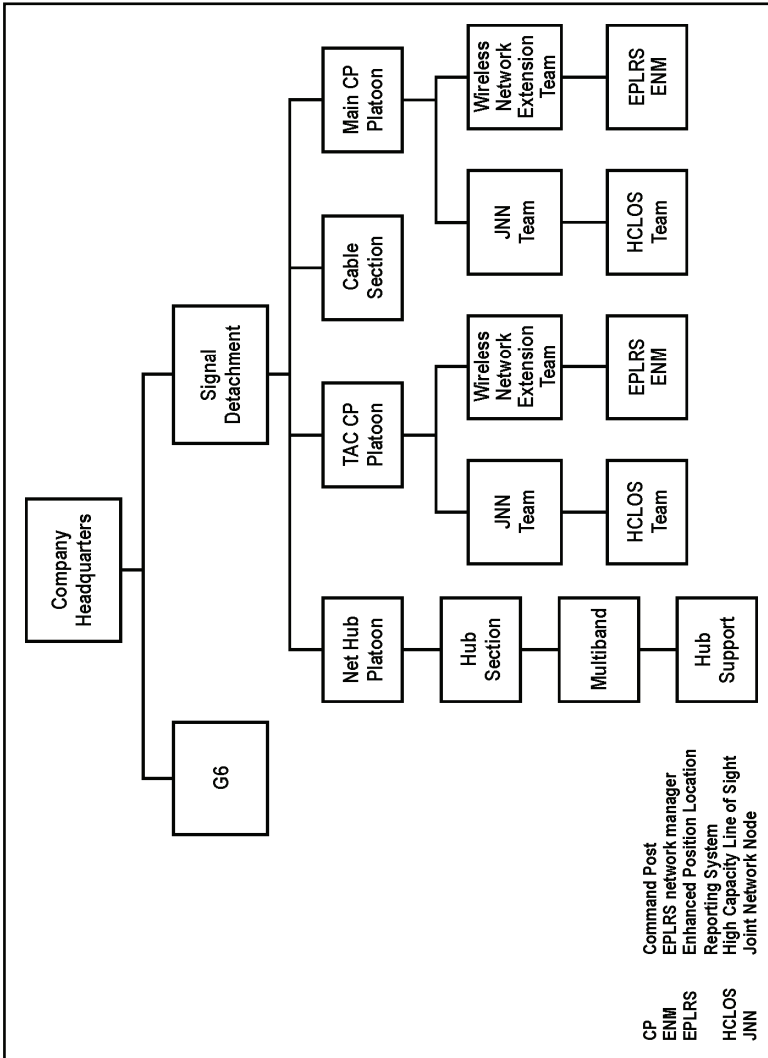 Company
Headquarters
G6
Signal
Detachment
Net Hub
Platoon
TAC CP
Platoon
Cable
Section
Main CP
Platoon
Hub
Section
JNN
Team
Wireless
Network
Extension
Team
JNN
Team
Wireless
Network
Extension
Team
Multiband
HCLOS
Team
EPLRS
ENM
HCLOS
Team
EPLRS
ENM
Hub
Support
CP Command Post
ENM EPLRS network manager
EPLRS Enhanced Position Location
Reporting System
HCLOS High Capacity Line of Sight
JNN Joint Network Node